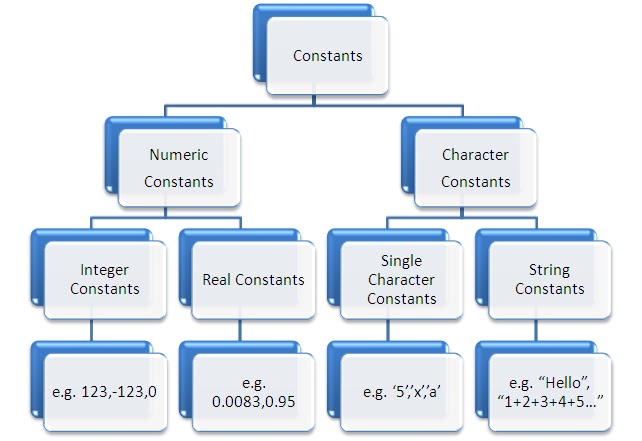 Constants
Numeric
Constants
Character
Constants
Integer
Constants
Real Constants
Single
Character
Constants
String
Constants
e.g. 123,-123,0
e.g.
0.0083,0.95
e.g. ‘5’,’x’,’a’
e.g. “Hello”,
“1+2+3+4+5…”